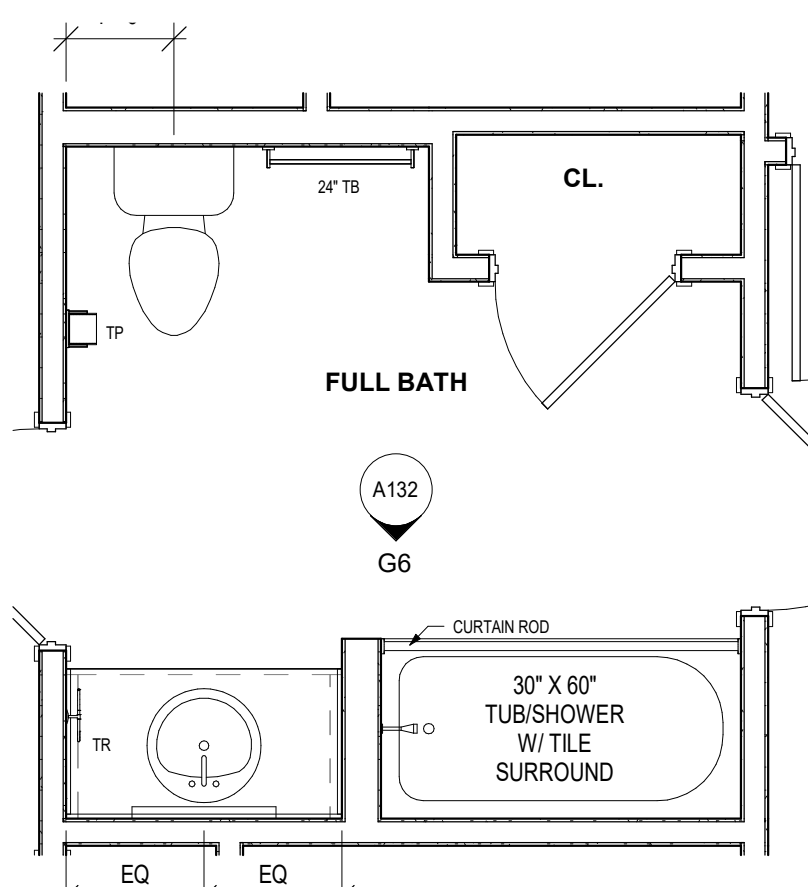 24" TB
CL.
TP
FULL BATH
A132
G6
CURTAIN ROD
30" X 60"
TUB/SHOWER
W/ TILE
SURROUND
TR
EQ
EQ